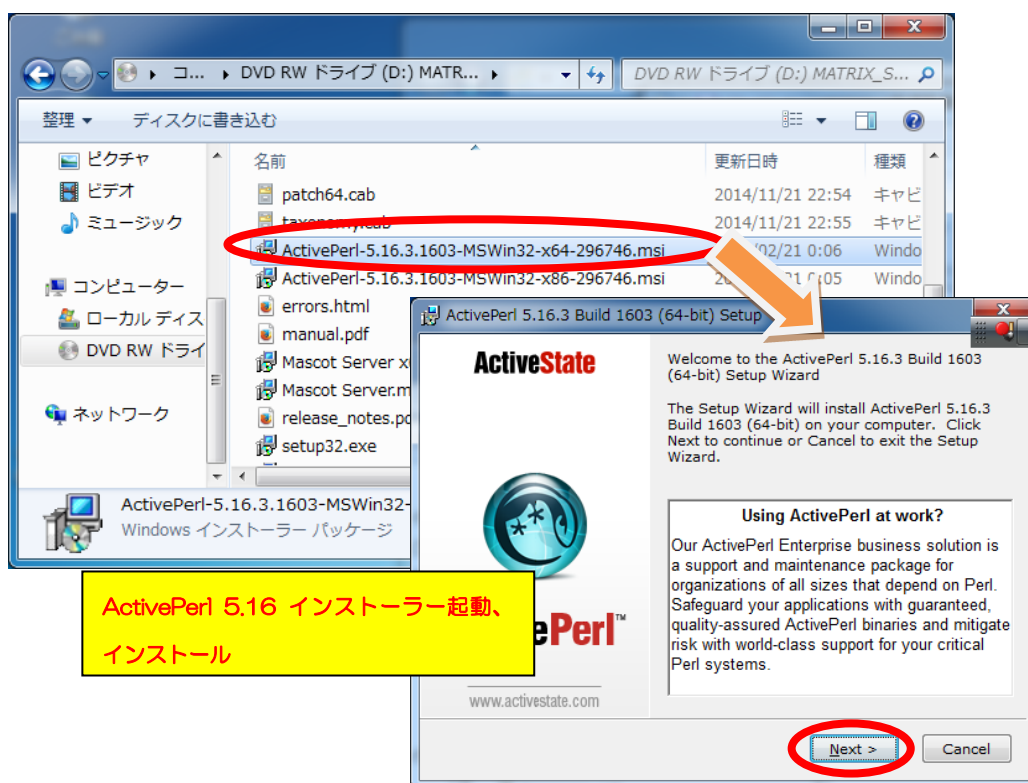 コ... DVD RW ドライブ (D:) MATR...
DVD RW ドライブ (D:) MATRIX_S...
整理 ディスクに書き込む
ピクチャ
ビデオ
ミュージック
コンピューター
ローカル ディス
DVD RW ドライ
ネットワーク
名前 更新日時 種類
patch64.cab 2014/11/21 22:54 キャビ
taxonomy.cab 2014/11/21 22:55 キャビ
ActivePerl-5.16.3.1603-MSWin32-x64-296746.msi /02/21 0:06 Windo
ActivePerl-5.16.3.1603-MSWin32-x86-296746.msi Windo
errors.html
manual.pdf
Mascot Server x
Mascot Server.m
release_notes.pd
setup32.exe
ActivePerl-5.16.3.1603-MSWin32-
Windows インストーラー パッケージ
ActivePerl 5.16.3 Build 1603 (64-bit) Setup
ActiveState
Welcome to the ActivePerl 5.16.3 Build 1603
(64-bit) Setup Wizard
The Setup Wizard will install ActivePerl 5.16.3
Build 1603 (64-bit) on your computer. Click
Next to continue or Cancel to exit the Setup
Wizard.
Using ActivePerl at work?
Our ActivePerl Enterprise business solution is
a support and maintenance package for
organizations of all sizes that depend on Perl.
Safeguard your applications with guaranteed,
quality-assured ActivePerl binaries and mitigate
risk with world-class support for your critical
Perl systems.
ePerl™
www.activestate.com
Next >
Cancel
ActivePerl 5.16 インストーラー起動、
インストール